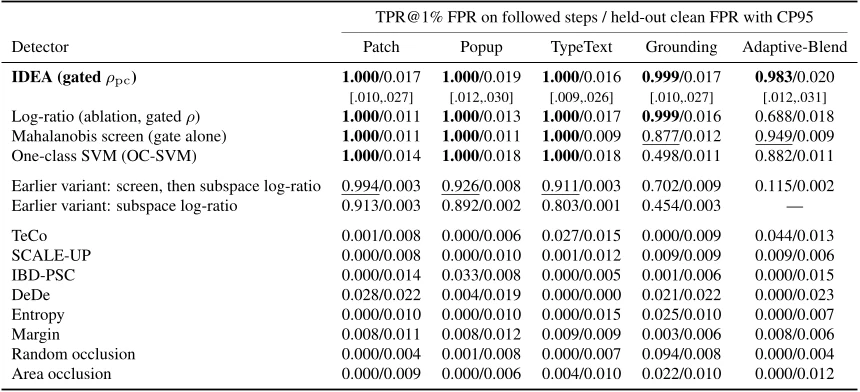 TPR@1% FPR on followed steps / held-out clean FPR with CP95
Detector Patch Popup TypeText Grounding Adaptive-Blend
IDEA (gated ρpc) 1.000/0.017 1.000/0.019 1.000/0.016 0.999/0.017 0.983/0.020
[.010,.027] [.012,.030] [.009,.026] [.010,.027] [.012,.031]
Log-ratio (ablation, gated ρ) 1.000/0.011 1.000/0.013 1.000/0.017 0.999/0.016 0.688/0.018
Mahalanobis screen (gate alone) 1.000/0.011 1.000/0.011 1.000/0.009 0.877/0.012 0.949/0.009
One-class SVM (OC-SVM) 1.000/0.014 1.000/0.018 1.000/0.018 0.498/0.011 0.882/0.011
Earlier variant: screen, then subspace log-ratio 0.994/0.003 0.926/0.008 0.911/0.003 0.702/0.009 0.115/0.002
Earlier variant: subspace log-ratio 0.913/0.003 0.892/0.002 0.803/0.001 0.454/0.003 —
TeCo 0.001/0.008 0.000/0.006 0.027/0.015 0.000/0.009 0.044/0.013
SCALE-UP 0.000/0.008 0.000/0.010 0.001/0.012 0.009/0.009 0.009/0.006
IBD-PSC 0.000/0.014 0.033/0.008 0.000/0.005 0.001/0.006 0.000/0.015
DeDe 0.028/0.022 0.004/0.019 0.000/0.000 0.021/0.022 0.000/0.023
Entropy 0.000/0.010 0.000/0.010 0.000/0.015 0.025/0.010 0.000/0.007
Margin 0.008/0.011 0.008/0.012 0.009/0.009 0.003/0.006 0.008/0.006
Random occlusion 0.000/0.004 0.001/0.008 0.000/0.007 0.094/0.008 0.000/0.004
Area occlusion 0.000/0.009 0.000/0.006 0.004/0.010 0.022/0.010 0.000/0.012